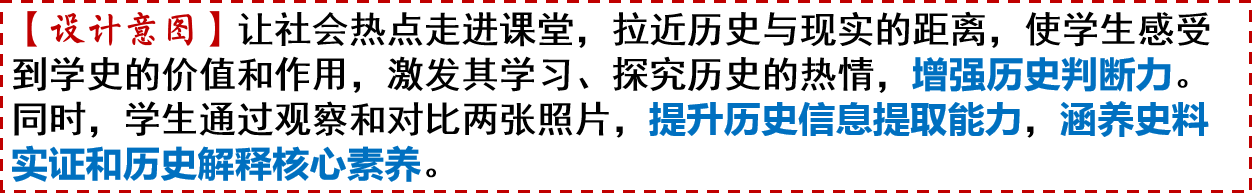 【设计意图】让社会热点走进课堂，拉近历史与现实的距离，使学生感受
到学史的价值和作用，激发其学习、探究历史的热情，增强历史判断力。
同时，学生通过观察和对比两张照片，提升历史信息提取能力，涵养史料
实证和历史解释核心素养。